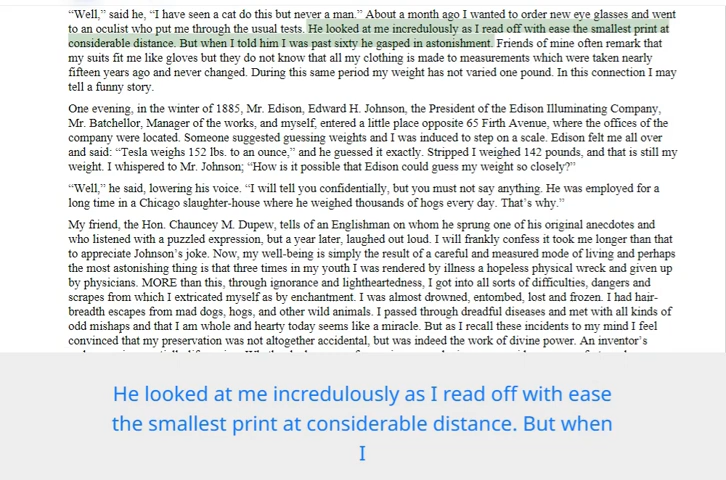 “Well,” said he, “I have seen a cat do this but never a man.” About a month ago I wanted to order new eye glasses and went
to an oculist who put me through the usual tests. He looked at me incredulously as I read off with ease the smallest print at
considerable distance. But when I told him I was past sixty he gasped in astonishment. Friends of mine often remark that
my suits fit me like gloves but they do not know that all my clothing is made to measurements which were taken nearly
fifteen years ago and never changed. During this same period my weight has not varied one pound. In this connection I may
tell a funny story.
One evening, in the winter of 1885, Mr. Edison, Edward H. Johnson, the President of the Edison Illuminating Company,
Mr. Batchellor, Manager of the works, and myself, entered a little place opposite 65 Firth Avenue, where the offices of the
company were located. Someone suggested guessing weights and I was induced to step on a scale. Edison felt me all over
and said: “Tesla weighs 152 lbs. to an ounce,” and he guessed it exactly. Stripped I weighed 142 pounds, and that is still my
weight. I whispered to Mr. Johnson; “How is it possible that Edison could guess my weight so closely?”
“Well,” he said, lowering his voice. “I will tell you confidentially, but you must not say anything. He was employed for a
long time in a Chicago slaughter-house where he weighed thousands of hogs every day. That’s why.”
My friend, the Hon. Chauncey M. Dupew, tells of an Englishman on whom he sprung one of his original anecdotes and
who listened with a puzzled expression, but a year later, laughed out loud. I will frankly confess it took me longer than that
to appreciate Johnson’s joke. Now, my well-being is simply the result of a careful and measured mode of living and perhaps
the most astonishing thing is that three times in my youth I was rendered by illness a hopeless physical wreck and given up
by physicians. MORE than this, through ignorance and lightheartedness, I got into all sorts of difficulties, dangers and
scrapes from which I extricated myself as by enchantment. I was almost drowned, entombed, lost and frozen. I had hair-
breadth escapes from mad dogs, hogs, and other wild animals. I passed through dreadful diseases and met with all kinds of
odd mishaps and that I am whole and hearty today seems like a miracle. But as I recall these incidents to my mind I feel
convinced that my preservation was not altogether accidental, but was indeed the work of divine power. An inventor’s
He looked at me incredulously as I read off with ease
the smallest print at considerable distance. But when
I